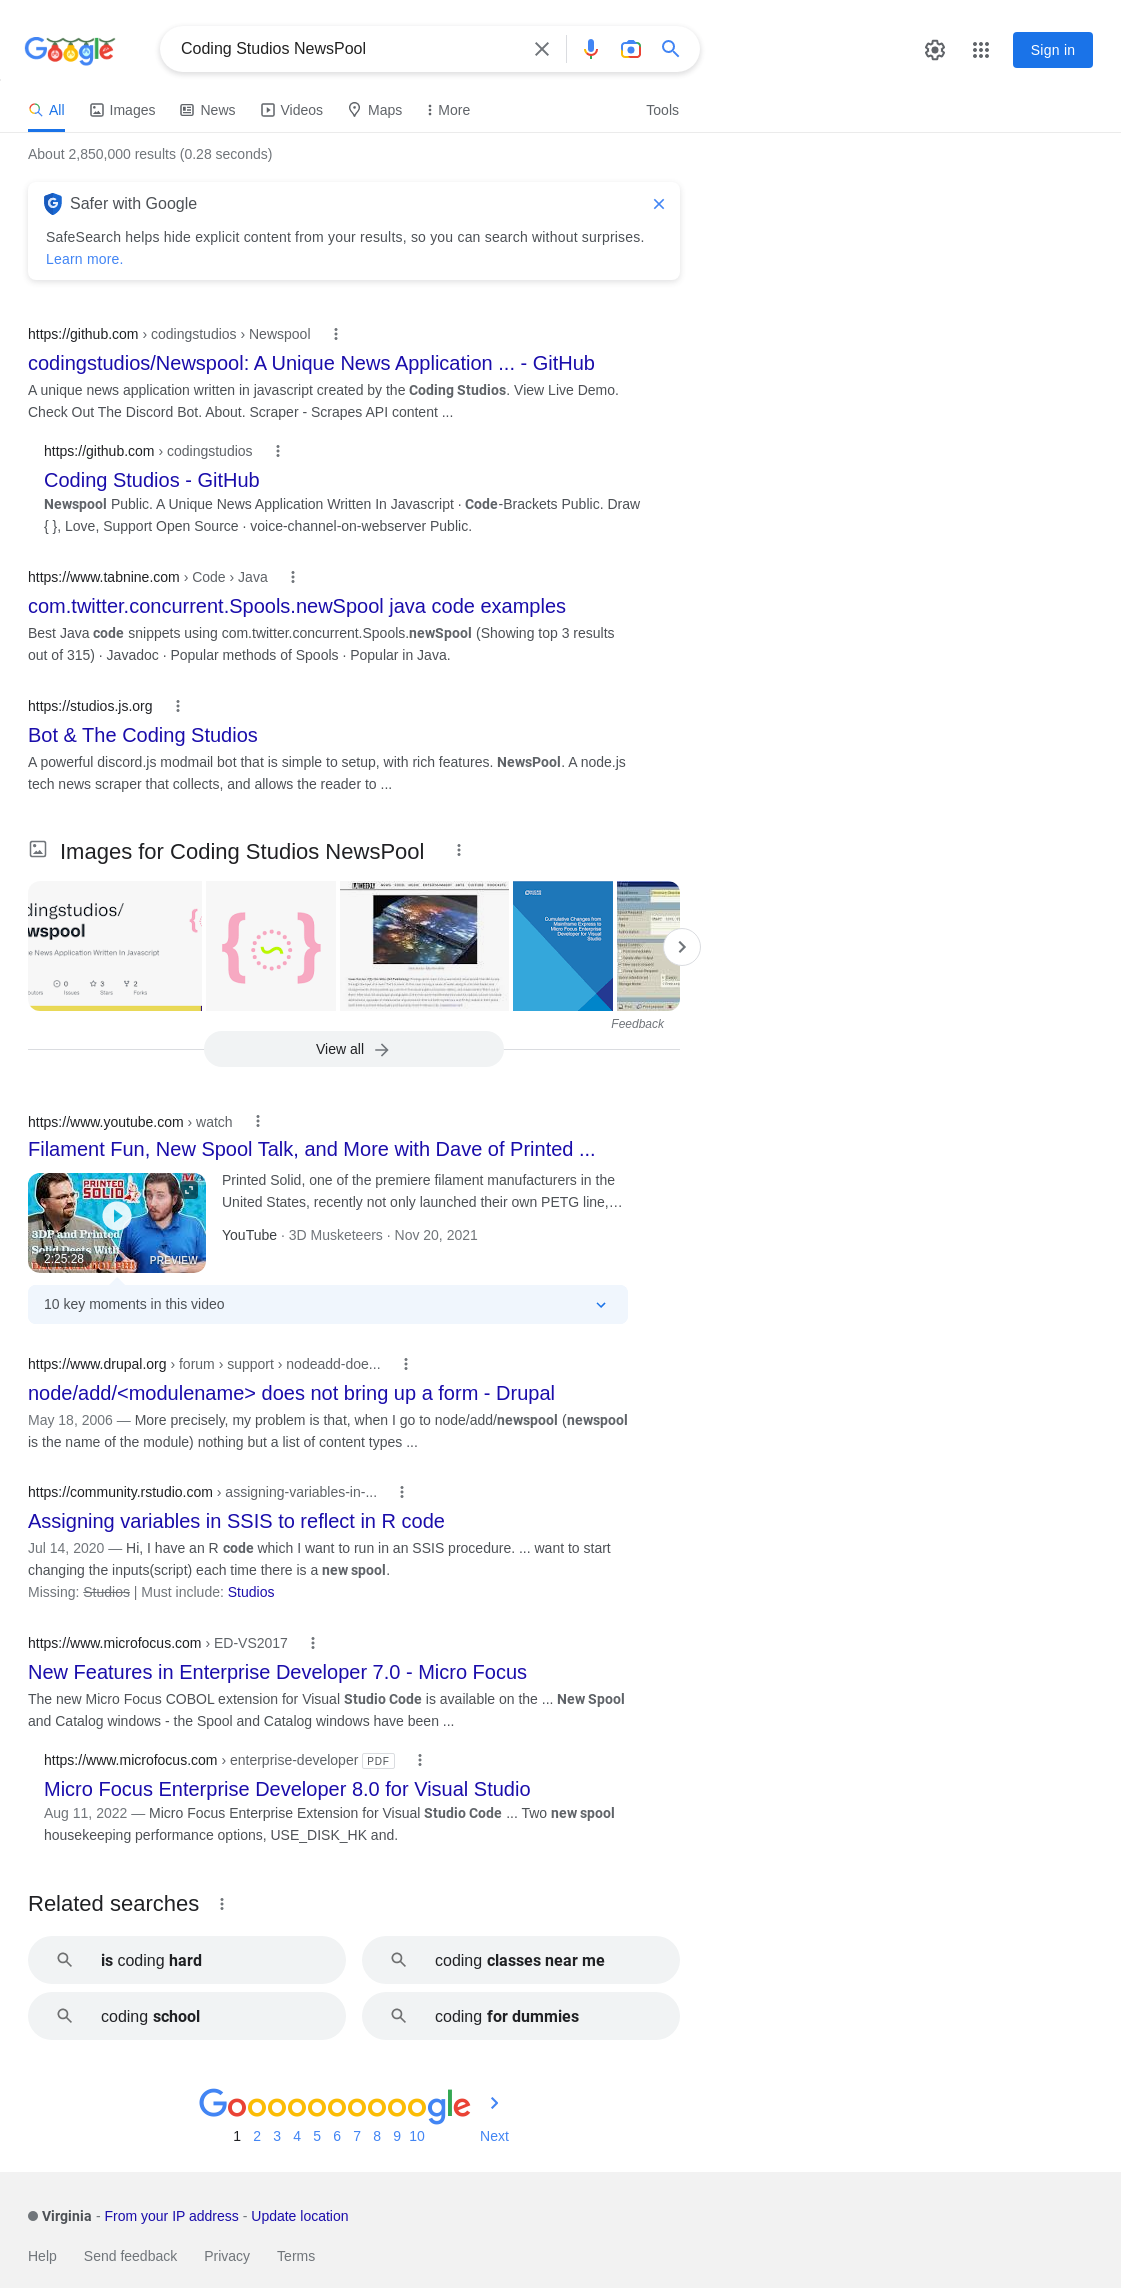 Google
Coding Studios NewsPool
Sign in
All
Images
News
Videos
Maps
More
Tools
About 2,850,000 results (0.28 seconds)
Safer with Google
SafeSearch helps hide explicit content from your results, so you can search without surprises.
Learn more.
https://github.com › codingstudios › Newspool
codingstudios/Newspool: A Unique News Application ... - GitHub
A unique news application written in javascript created by the Coding Studios. View Live Demo.
Check Out The Discord Bot. About. Scraper - Scrapes API content ...
https://github.com › codingstudios
Coding Studios - GitHub
Newspool Public. A Unique News Application Written In Javascript · Code-Brackets Public. Draw
{ }, Love, Support Open Source · voice-channel-on-webserver Public.
https://www.tabnine.com › Code › Java
com.twitter.concurrent.Spools.newSpool java code examples
Best Java code snippets using com.twitter.concurrent.Spools.newSpool (Showing top 3 results
out of 315) · Javadoc · Popular methods of Spools · Popular in Java.
https://studios.js.org
Bot & The Coding Studios
A powerful discord.js modmail bot that is simple to setup, with rich features. NewsPool. A node.js
tech news scraper that collects, and allows the reader to ...
Images for Coding Studios NewsPool
dingstudios/
wspool
e News Application Written In Javascript
0
3
2
Issues
Stars
Forks
Cumulative Changes from
Mainframe Express to
Micro Focus Enterprise
Developer for Visual
Studio
Feedback
View all
https://www.youtube.com › watch
Filament Fun, New Spool Talk, and More with Dave of Printed ...
PRINTED
SOLID
3DP and Printed
Solid Deets With
2:25:28
PREVIEW
Printed Solid, one of the premiere filament manufacturers in the
United States, recently not only launched their own PETG line,...
YouTube · 3D Musketeers · Nov 20, 2021
10 key moments in this video
https://www.drupal.org › forum › support › nodeadd-doe...
node/add/<modulename> does not bring up a form - Drupal
May 18, 2006 — More precisely, my problem is that, when I go to node/add/newspool (newspool
is the name of the module) nothing but a list of content types ...
https://community.rstudio.com › assigning-variables-in-...
Assigning variables in SSIS to reflect in R code
Jul 14, 2020 — Hi, I have an R code which I want to run in an SSIS procedure. ... want to start
changing the inputs(script) each time there is a new spool.
Missing: Studios | Must include: Studios
https://www.microfocus.com › ED-VS2017
New Features in Enterprise Developer 7.0 - Micro Focus
The new Micro Focus COBOL extension for Visual Studio Code is available on the ... New Spool
and Catalog windows - the Spool and Catalog windows have been ...
https://www.microfocus.com › enterprise-developer PDF
Micro Focus Enterprise Developer 8.0 for Visual Studio
Aug 11, 2022 — Micro Focus Enterprise Extension for Visual Studio Code ... Two new spool
housekeeping performance options, USE_DISK_HK and.
Related searches
is coding hard
coding classes near me
coding school
coding for dummies
Goooooooooogle
1 2 3 4 5 6 7 8 9 10 Next
Virginia - From your IP address - Update location
Help Send feedback Privacy Terms